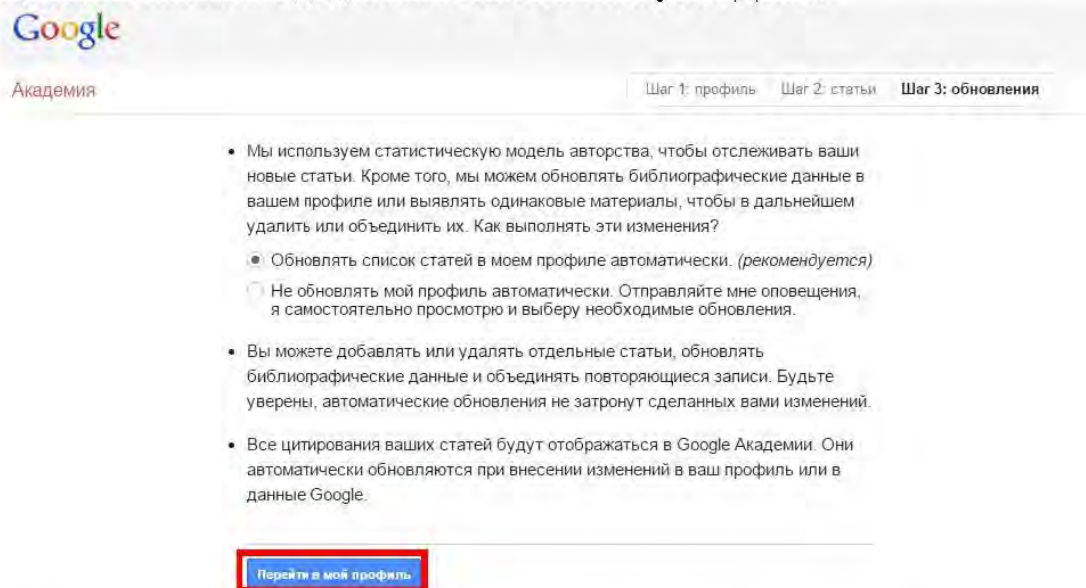 Google
Академия
Шаг 1: профиль Шаг 2: статьи Шаг 3: обновления
• Мы используем статистическую модель авторства, чтобы отслеживать ваши
новые статьи. Кроме того, мы можем обновлять библиографические данные в
вашем профиле или выявлять одинаковые материалы, чтобы в дальнейшем
удалить или объединить их. Как выполнять эти изменения?
Обновлять список статей в моем профиле автоматически. (рекомендуется)
Не обновлять мой профиль автоматически. Отправляйте мне оповещения,
я самостоятельно просмотрю и выберу необходимые обновления.
• Вы можете добавлять или удалять отдельные статьи, обновлять
библиографические данные и объединять повторяющиеся записи. Будьте
уверены, автоматические обновления не затронут сделанных вами изменений.
• Все цитирования ваших статей будут отображаться в Google Академии. Они
автоматически обновляются при внесении изменений в ваш профиль или в
данные Google.
Перейти в мой профиль